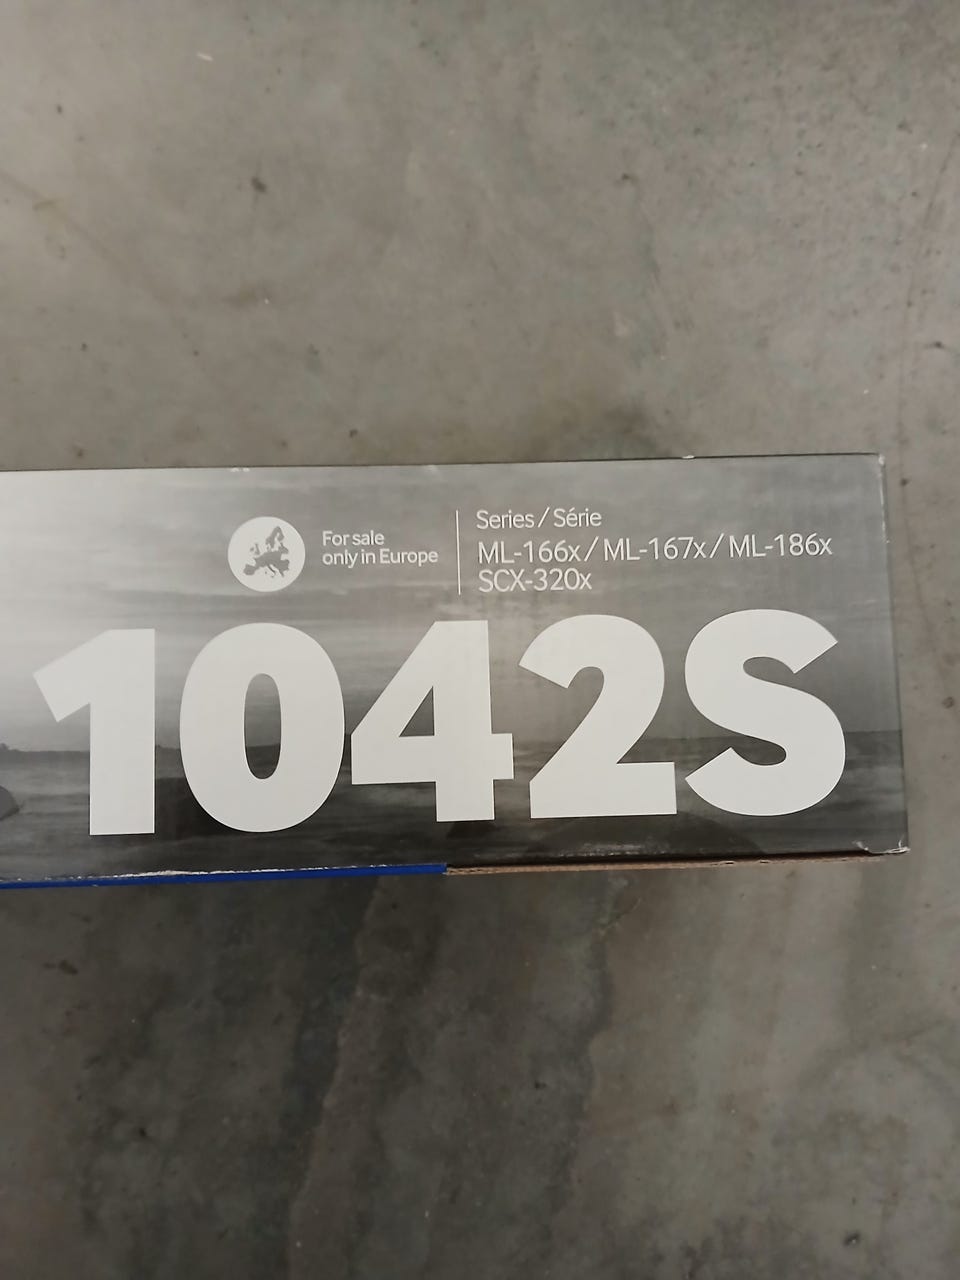 For sale
only in Europe
Series / Série
ML-166x / ML-167x / ML-186x
SCX-320x
1042S